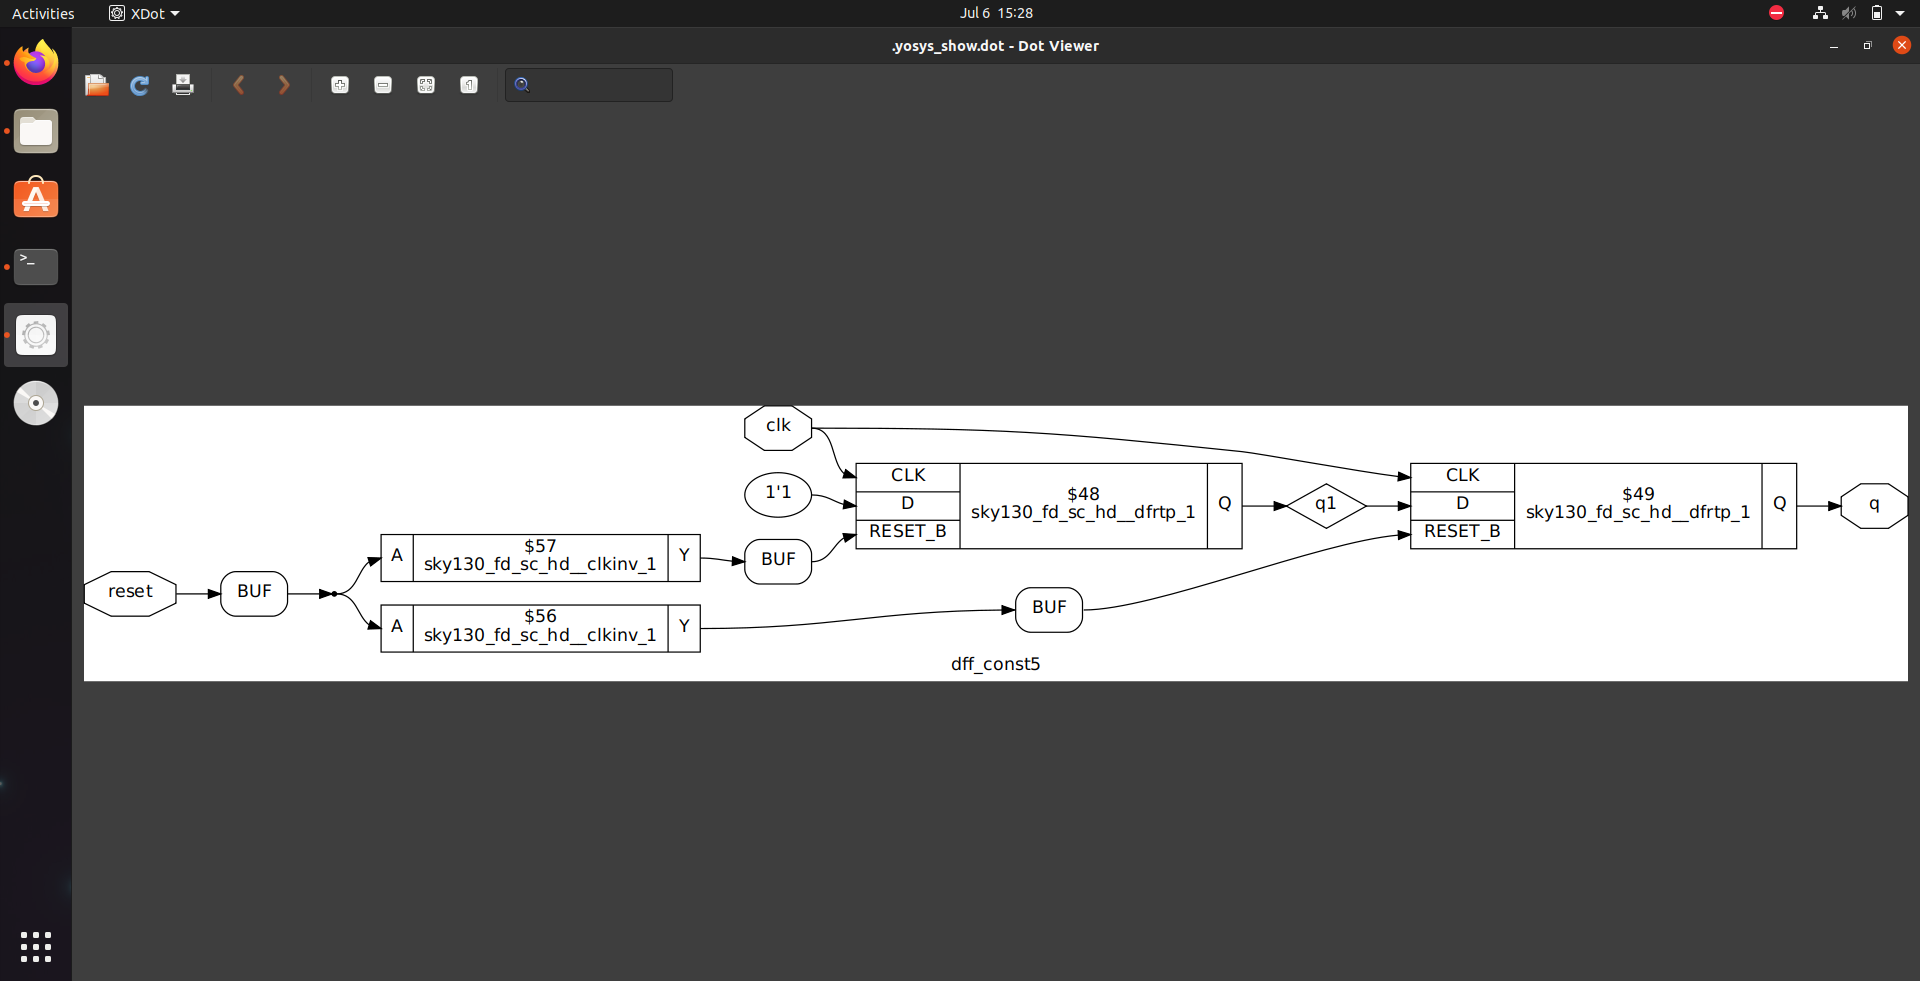 Activities XDot Jul 6 15:28
.yosys_show.dot - Dot Viewer
clk
1'1
CLK
D
RESET_B
$48
sky130_fd_sc_hd__dfrtp_1
Q
q1
CLK
D
RESET_B
$49
sky130_fd_sc_hd__dfrtp_1
Q
q
reset
BUF
A
$57
sky130_fd_sc_hd__clkinv_1
Y
BUF
A
$56
sky130_fd_sc_hd__clkinv_1
Y
BUF
dff_const5